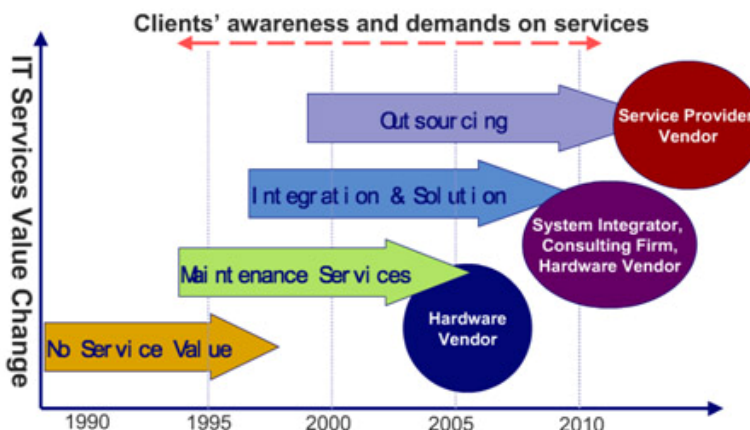 Clients' awareness and demands on services
IT Services Value Change
Outsourcing
Service Provider
Vendor
Integration & Solution
System Integrator,
Consulting Firm,
Hardware Vendor
Maintenance Services
Hardware
Vendor
No Service Value
1990
1995
2000
2005
2010